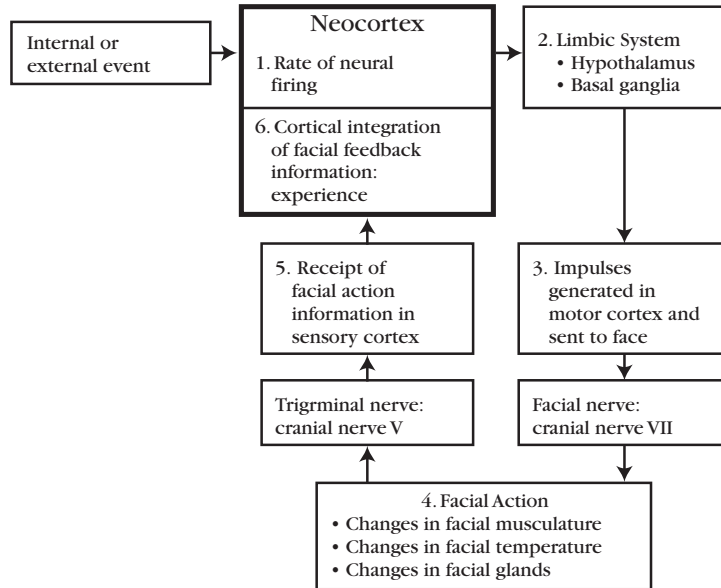 Internal or
external event
Neocortex
1. Rate of neural
firing
6. Cortical integration
of facial feedback
information:
experience
2. Limbic System
• Hypothalamus
• Basal ganglia
3. Impulses
generated in
motor cortex and
sent to face
Facial nerve:
cranial nerve VII
4. Facial Action
• Changes in facial musculature
• Changes in facial temperature
• Changes in facial glands
Trigrminal nerve:
cranial nerve V
5. Receipt of
facial action
information in
sensory cortex